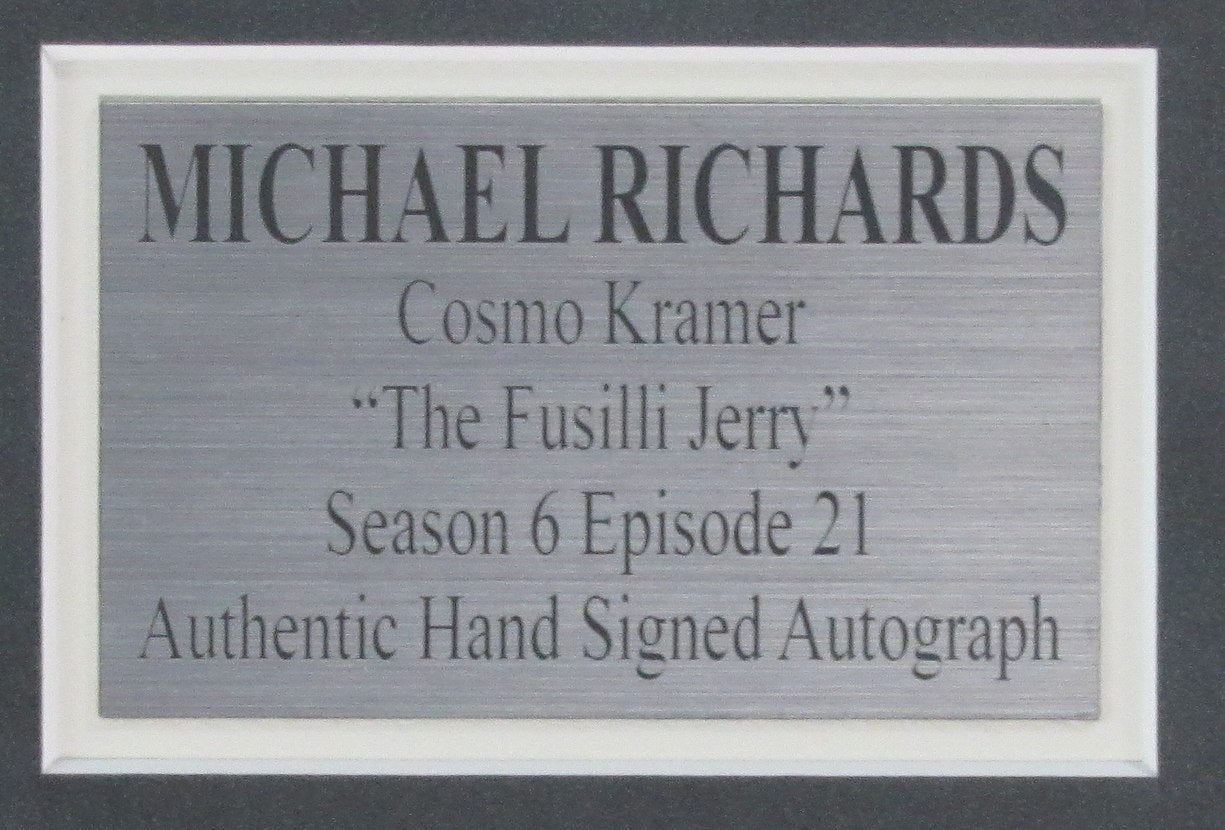 MICHAEL RICHARDS
Cosmo Kramer
“The Fusilli Jerry”
Season 6 Episode 21
Authentic Hand Signed Autograph